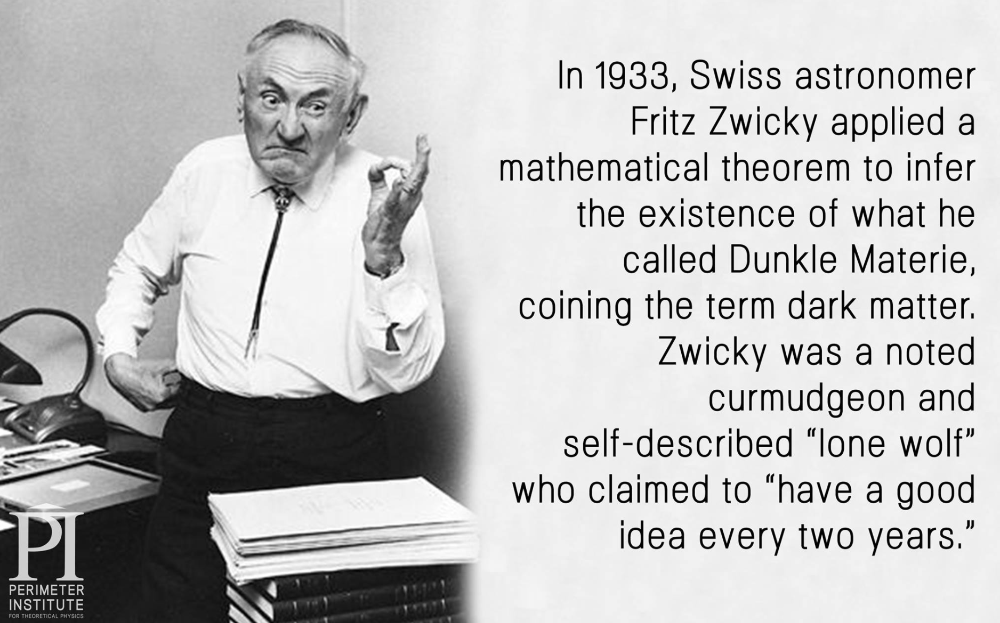 In 1933, Swiss astronomer
Fritz Zwicky applied a
mathematical theorem to infer
the existence of what he
called Dunkle Materie,
coining the term dark matter.
Zwicky was a noted
curmudgeon and
self-described “lone wolf”
who claimed to “have a good
idea every two years.”
PI
PERIMETER
INSTITUTE
FOR THEORETICAL PHYSICS